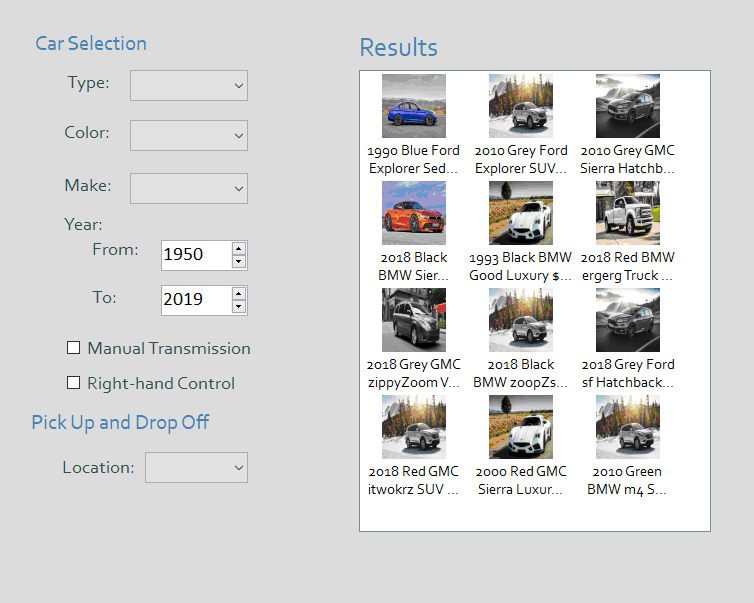 Car Selection
Type:
Color:
Make:
Year:
From: 1950
To: 2019
Manual Transmission
Right-hand Control
Pick Up and Drop Off
Location:
Results
1990 Blue Ford
Explorer Sed...
2010 Grey Ford
Explorer SUV...
2010 Grey GMC
Sierra Hatchb...
2018 Black
BMW Sier...
1993 Black BMW
Good Luxury $...
2018 Red BMW
ergerg Truck ...
2018 Grey GMC
zippyZoom V...
2018 Black
BMW zoopZs...
2018 Grey Ford
sf Hatchback...
2018 Red GMC
itwokrz SUV ...
2000 Red GMC
Sierra Luxur...
2010 Green
BMW m4 S...